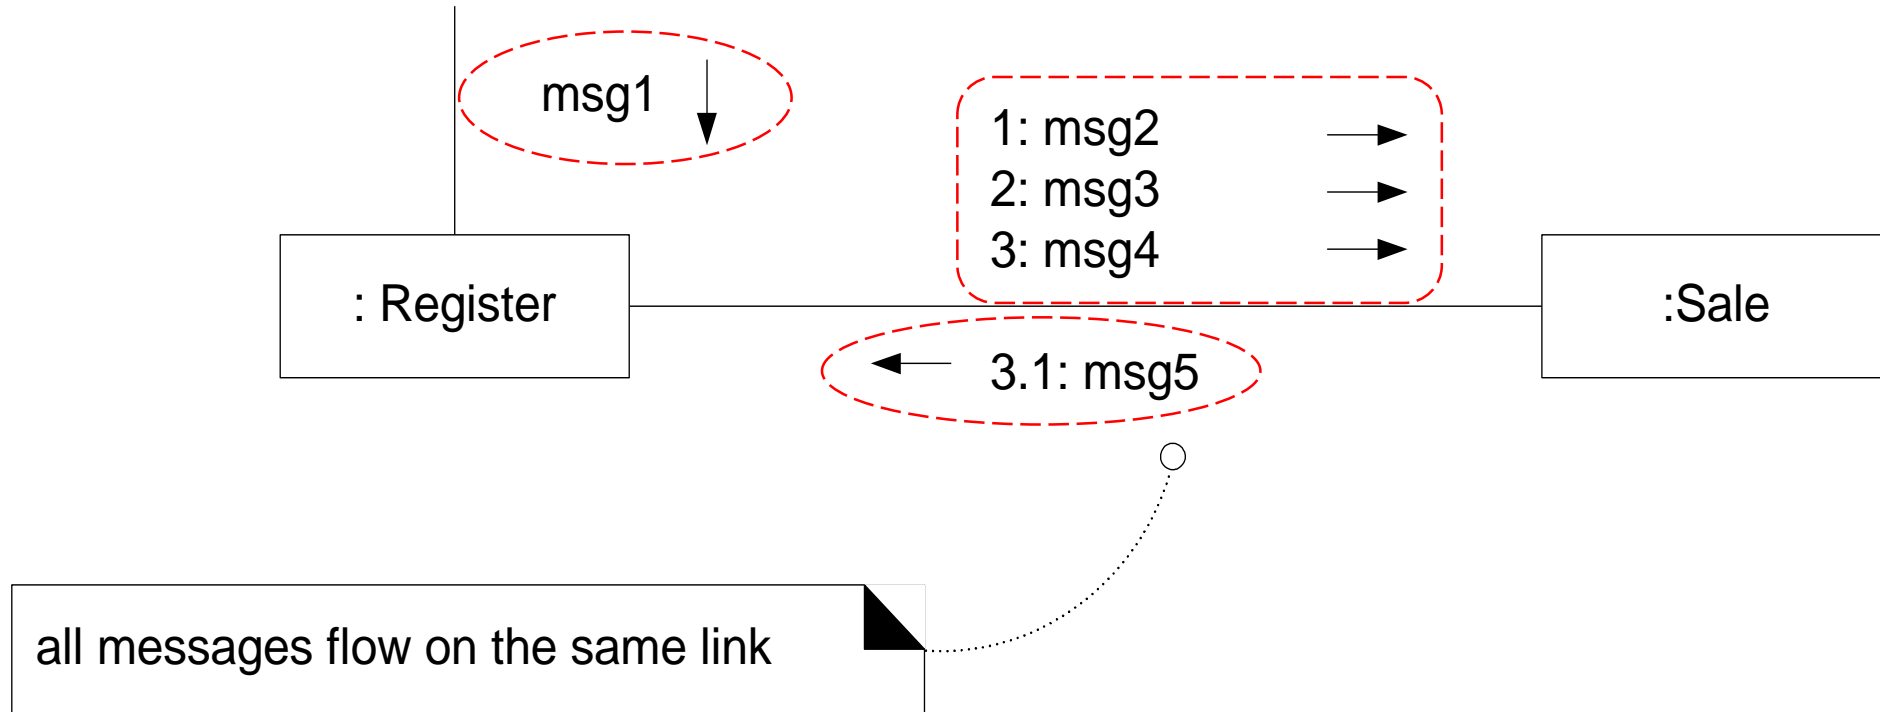 msg1
1: msg2
2: msg3
3: msg4
: Register
:Sale
3.1: msg5
all messages flow on the same link